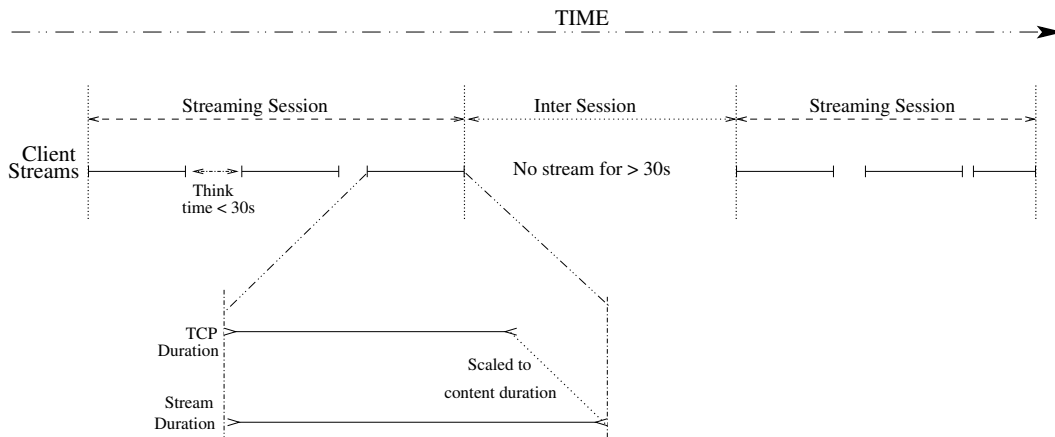 TIME
Streaming Session
Inter Session
Streaming Session
Client
Streams
No stream for > 30s
Think
time < 30s
TCP
Duration
Scaled to
content duration
Stream
Duration